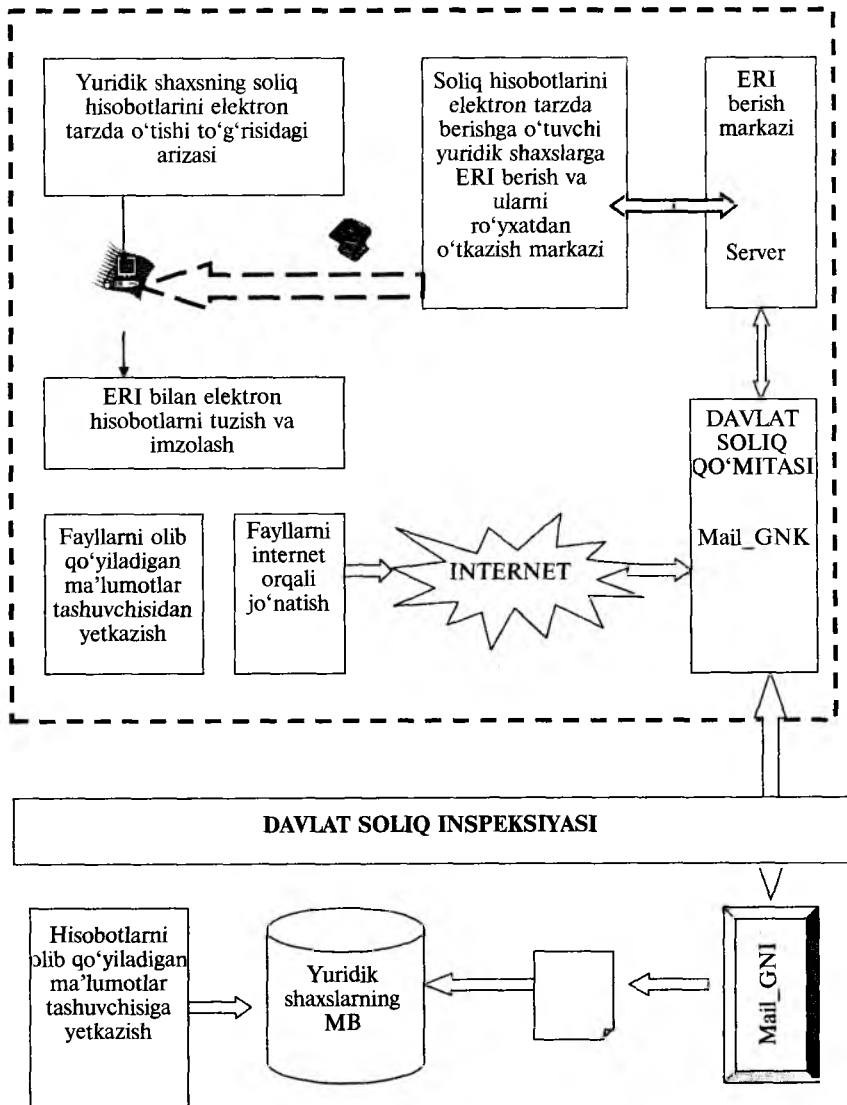 Yuridik shaxsning soliq
hisobotlarini elektron
tarzda o‘tishi to‘g‘risidagi
arizasi
Soliq hisobotlarini
elektron tarzda
berishga o‘tuvchi
yuridik shaxslarga
ERI berish va
ularni
ro‘yxatdan
o‘tkazish markazi
ERI
berish
markazi
Server
ERI bilan elektron
hisobotlarni tuzish va
imzolash
DAVLAT
SOLIQ
QO‘MITASI
Mail_GNK
Fayllarni olib
qo‘yiladigan
ma’lumotlar
tashuvchisidan
yetkazish
Fayllarni
internet
orqali
jo‘natish
INTERNET
DAVLAT SOLIQ INSPEKSIYASI
Hisobotlarni
olib qo‘yiladigan
ma’lumotlar
tashuvchisiga
yetkazish
Yuridik
shaxslarning
MB
Mail_GNI